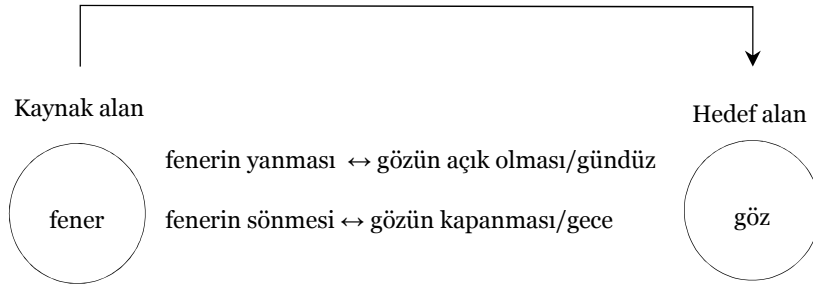 Kaynak alan
Hedef alan
fenerin yanması ↔ gözün açık olması/gündüz
fener
fenerin sönmesi ↔ gözün kapanması/gece
göz